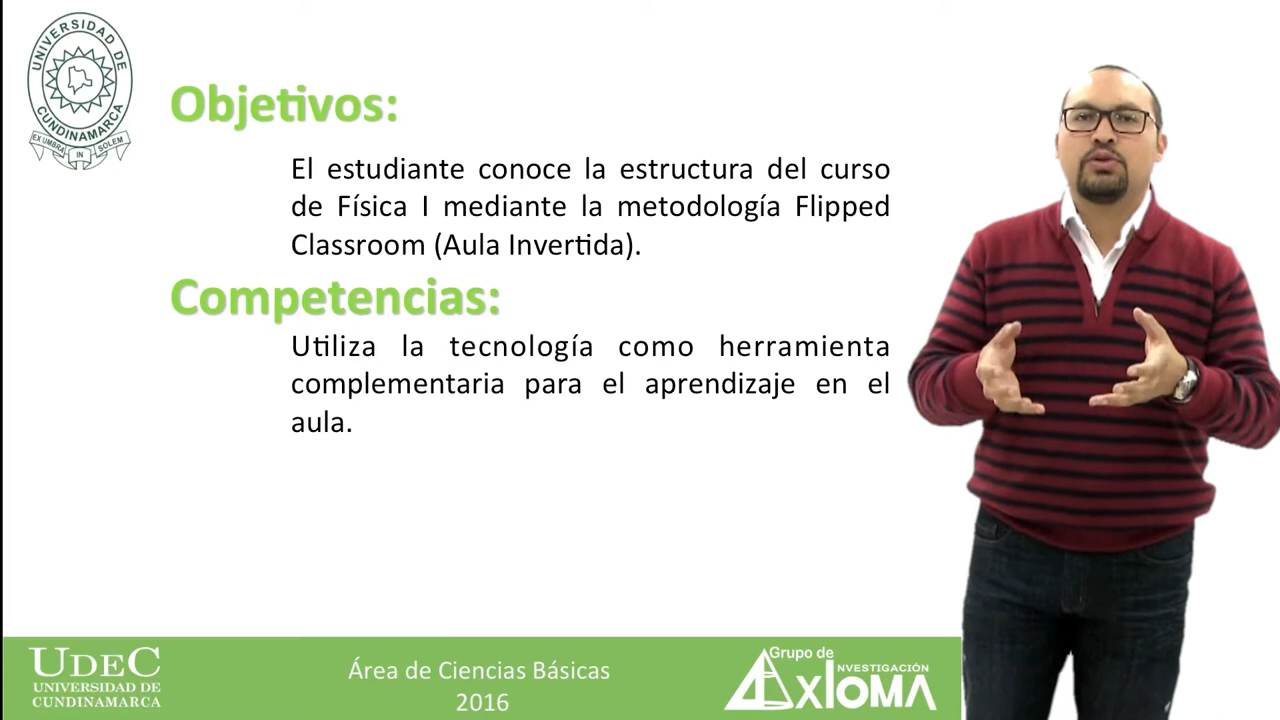 UNIVERSIDAD DE
CUNDINAMARCA
EX UMBRA IN SOLEM
Objetivos:
El estudiante conoce la estructura del curso
de Física I mediante la metodología Flipped
Classroom (Aula Invertida).
Competencias:
Utiliza la tecnología como herramienta
complementaria para el aprendizaje en el
aula.
UDEC
UNIVERSIDAD DE
CUNDINAMARCA
Área de Ciencias Básicas
2016
Grupo de
INVESTIGACIÓN
AXIOMA